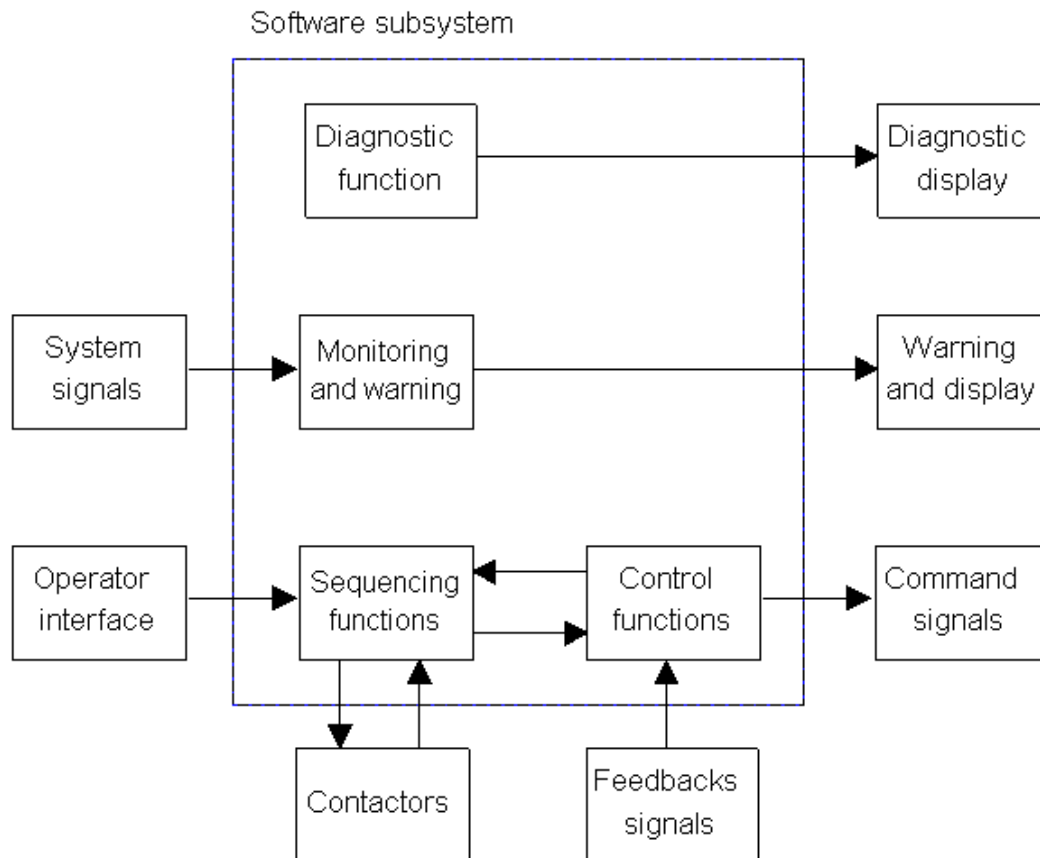 Software subsystem
Diagnostic
function
Diagnostic
display
System
signals
Monitoring
and warning
Warning
and display
Operator
interface
Sequencing
functions
Control
functions
Command
signals
Contactors
Feedbacks
signals